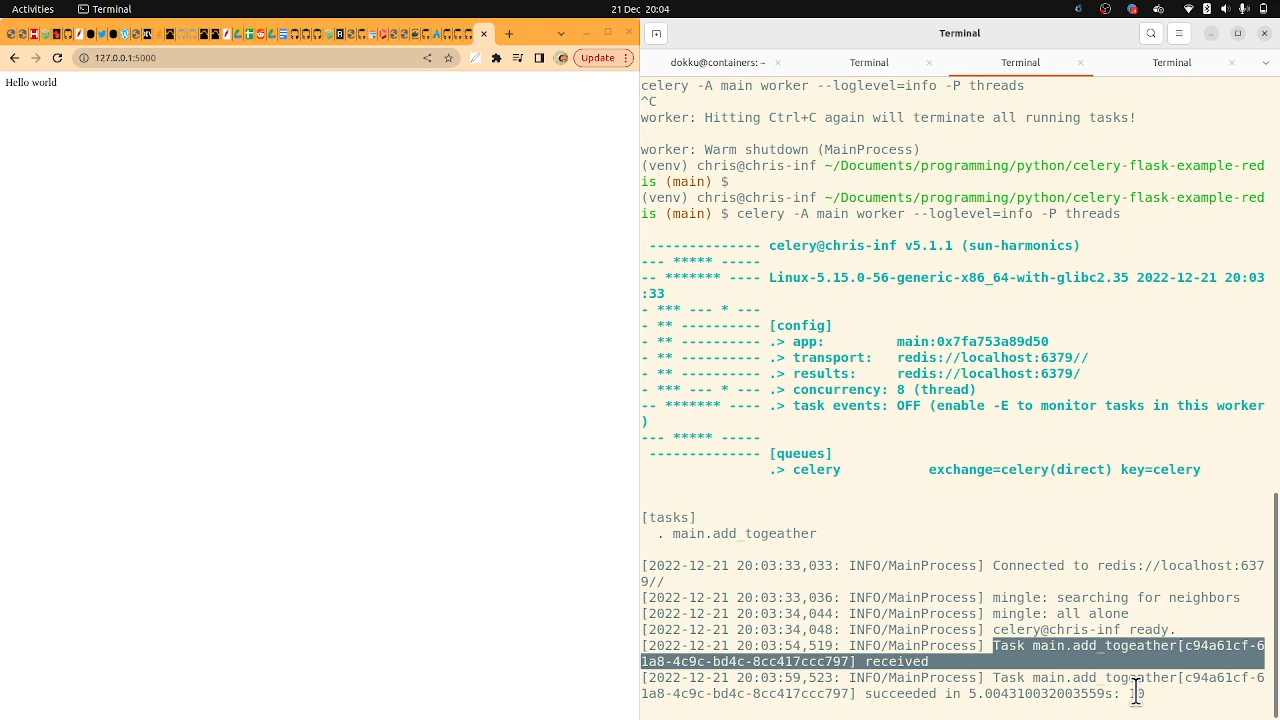 Activities Terminal 21 Dec 20:04
127.0.0.1:5000 Update
Hello world
Terminal
dokku@containers: ~ Terminal Terminal Terminal
celery -A main worker --loglevel=info -P threads
^C
worker: Hitting Ctrl+C again will terminate all running tasks!
worker: Warm shutdown (MainProcess)
(venv) chris@chris-inf ~/Documents/programming/python/celery-flask-example-red
is (main) $
(venv) chris@chris-inf ~/Documents/programming/python/celery-flask-example-red
is (main) $ celery -A main worker --loglevel=info -P threads
-------------- celery@chris-inf v5.1.1 (sun-harmonics)
--- ***** -----
-- ******* ---- Linux-5.15.0-56-generic-x86_64-with-glibc2.35 2022-12-21 20:03
:33
- *** --- * ---
- ** ---------- [config]
- ** ---------- .> app: main:0x7fa753a89d50
- ** ---------- .> transport: redis://localhost:6379//
- ** ---------- .> results: redis://localhost:6379/
- *** --- * --- .> concurrency: 8 (thread)
-- ******* ---- .> task events: OFF (enable -E to monitor tasks in this worker
)
--- ***** -----
-------------- [queues]
.> celery exchange=celery(direct) key=celery
[tasks]
. main.add_togeather
[2022-12-21 20:03:33,033: INFO/MainProcess] Connected to redis://localhost:637
9//
[2022-12-21 20:03:33,036: INFO/MainProcess] mingle: searching for neighbors
[2022-12-21 20:03:34,044: INFO/MainProcess] mingle: all alone
[2022-12-21 20:03:34,048: INFO/MainProcess] celery@chris-inf ready.
[2022-12-21 20:03:54,519: INFO/MainProcess] Task main.add_togeather[c94a61cf-6
1a8-4c9c-bd4c-8cc417ccc797] received
[2022-12-21 20:03:59,523: INFO/MainProcess] Task main.add_togeather[c94a61cf-6
1a8-4c9c-bd4c-8cc417ccc797] succeeded in 5.004310032003559s: